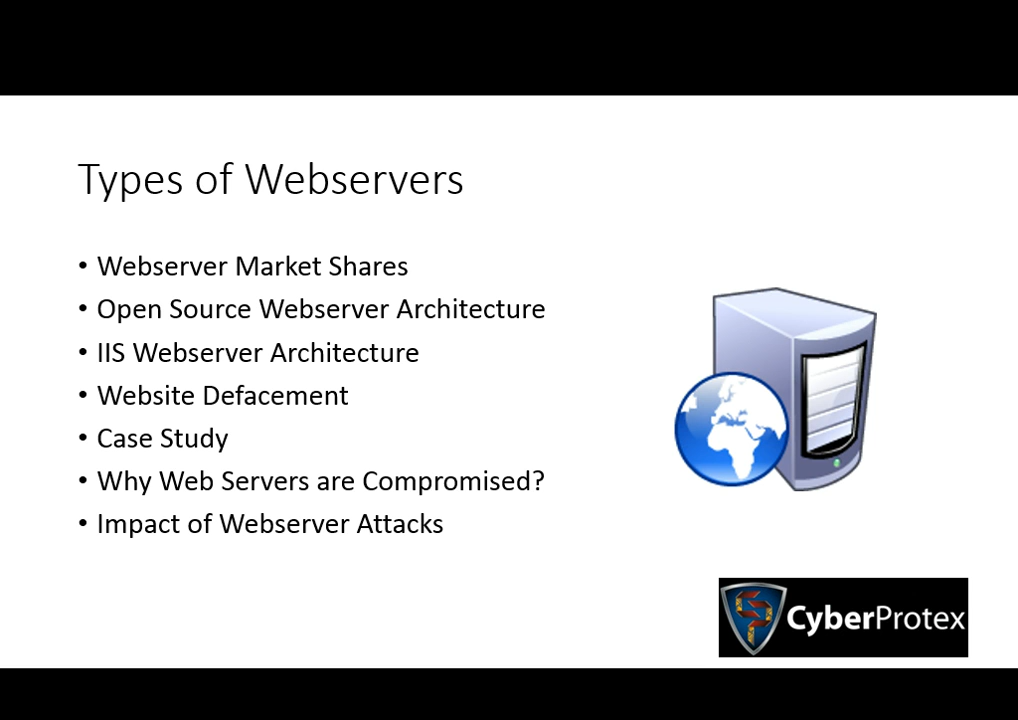 Types of Webservers
• Webserver Market Shares
• Open Source Webserver Architecture
• IIS Webserver Architecture
• Website Defacement
• Case Study
• Why Web Servers are Compromised?
• Impact of Webserver Attacks
CyberProtex